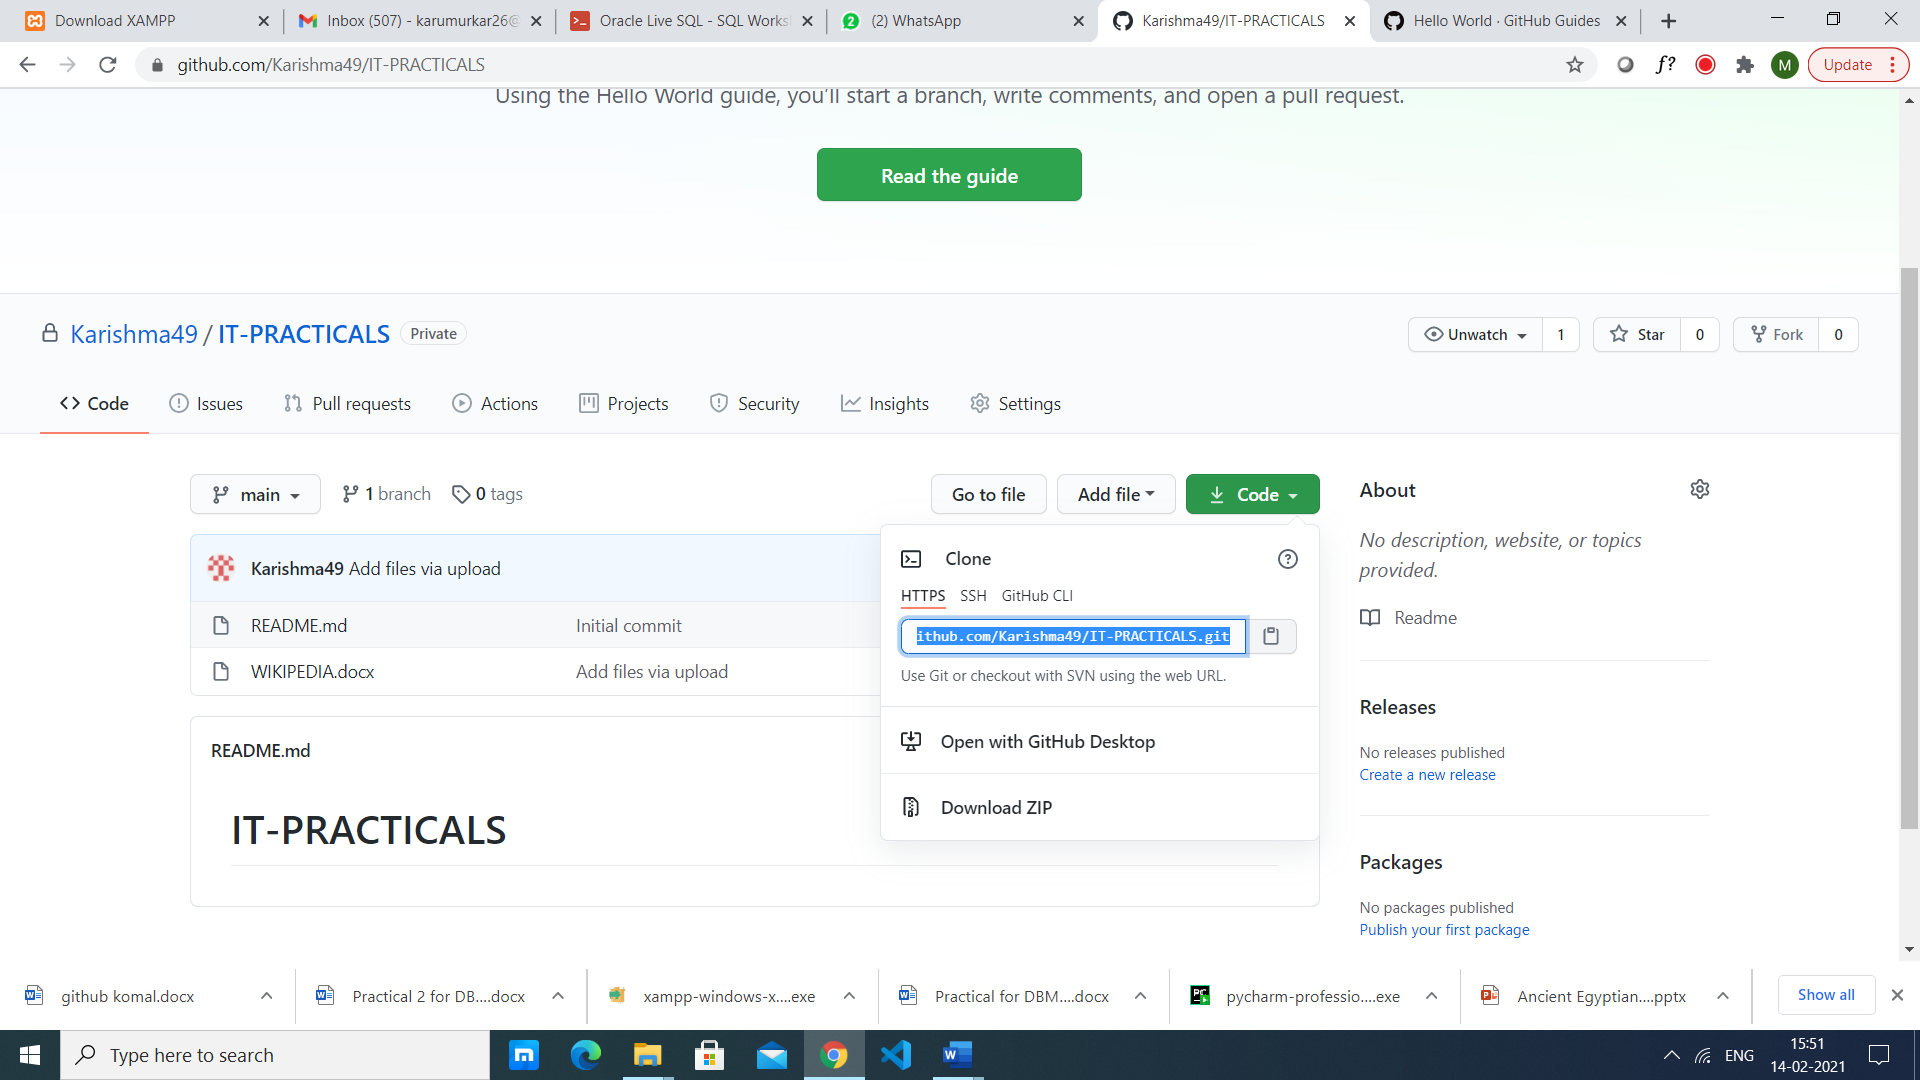 Download XAMPP
Inbox (507) - karumurkar26@
Oracle Live SQL - SQL Works
(2) WhatsApp
Karishma49/IT-PRACTICALS
Hello World · GitHub Guides
github.com/Karishma49/IT-PRACTICALS
f?
M
Update
Using the Hello World guide, you'll start a branch, write comments, and open a pull request.
Read the guide
Karishma49 / IT-PRACTICALS
Private
Unwatch
1
Star
0
Fork
0
Code
Issues
Pull requests
Actions
Projects
Security
Insights
Settings
main
1 branch
0 tags
Go to file
Add file
Code
About
No description, website, or topics
provided.
Readme
Karishma49 Add files via upload
README.md
Initial commit
WIKIPEDIA.docx
Add files via upload
Clone
HTTPS
SSH
GitHub CLI
ithub.com/Karishma49/IT-PRACTICALS.git
Use Git or checkout with SVN using the web URL.
Open with GitHub Desktop
Download ZIP
Releases
No releases published
Create a new release
README.md
IT-PRACTICALS
Packages
No packages published
Publish your first package
github komal.docx
Practical 2 for DB....docx
xampp-windows-x....exe
Practical for DBM....docx
pycharm-professio....exe
Ancient Egyptian....pptx
Show all
Type here to search
ENG
15:51
14-02-2021